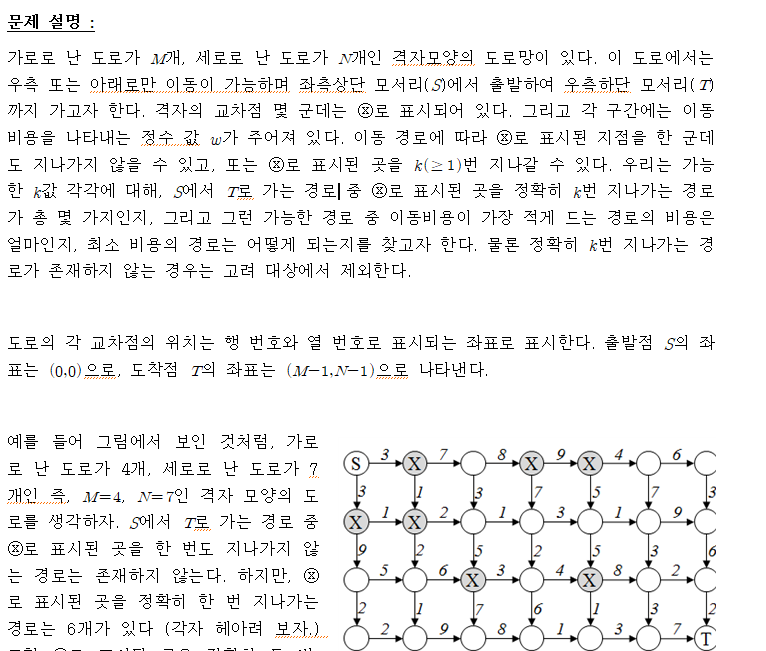 문제 설명 :
가로로 난 도로가 M개, 세로로 난 도로가 N개인 격자모양의 도로망이 있다. 이 도로에서는
우측 또는 아래로만 이동이 가능하며 좌측상단 모서리(S)에서 출발하여 우측하단 모서리(T)
까지 가고자 한다. 격자의 교차점 몇 군데는 ⓧ로 표시되어 있다. 그리고 각 구간에는 이동
비용을 나타내는 정수 값 w가 주어져 있다. 이동 경로에 따라 ⓧ로 표시된 지점을 한 군데
도 지나가지 않을 수 있고, 또는 ⓧ로 표시된 곳을 k(≥1)번 지나갈 수 있다. 우리는 가능
한 k값 각각에 대해, S에서 T로 가는 경로 중 ⓧ로 표시된 곳을 정확히 k번 지나가는 경로
가 총 몇 가지인지, 그리고 그런 가능한 경로 중 이동비용이 가장 적게 드는 경로의 비용은
얼마인지, 최소 비용의 경로는 어떻게 되는지를 찾고자 한다. 물론 정확히 k번 지나가는 경
로가 존재하지 않는 경우는 고려 대상에서 제외한다.
도로의 각 교차점의 위치는 행 번호와 열 번호로 표시되는 좌표로 표시한다. 출발점 S의 좌
표는 (0,0)으로, 도착점 T의 좌표는 (M-1,N-1)으로 나타낸다.
예를 들어 그림에서 보인 것처럼, 가로
로 난 도로가 4개, 세로로 난 도로가 7
개인 즉, M=4, N=7인 격자 모양의 도
로를 생각하자. S에서 T로 가는 경로 중
ⓧ로 표시된 곳을 한 번도 지나가지 않
는 경로는 존재하지 않는다. 하지만, ⓧ
로 표시된 곳을 정확히 한 번 지나가는
경로는 6개가 있다 (각자 헤아려 보자.)
S 3 X 7 8 X 9 X 4 6
3 1 3 7 5 7 3
X 1 X 2 1 3 1 9
9 2 5 2 5 3 6
5 6 X 3 4 X 8 2
2 1 7 6 1 3 2
2 9 8 1 3 7 T